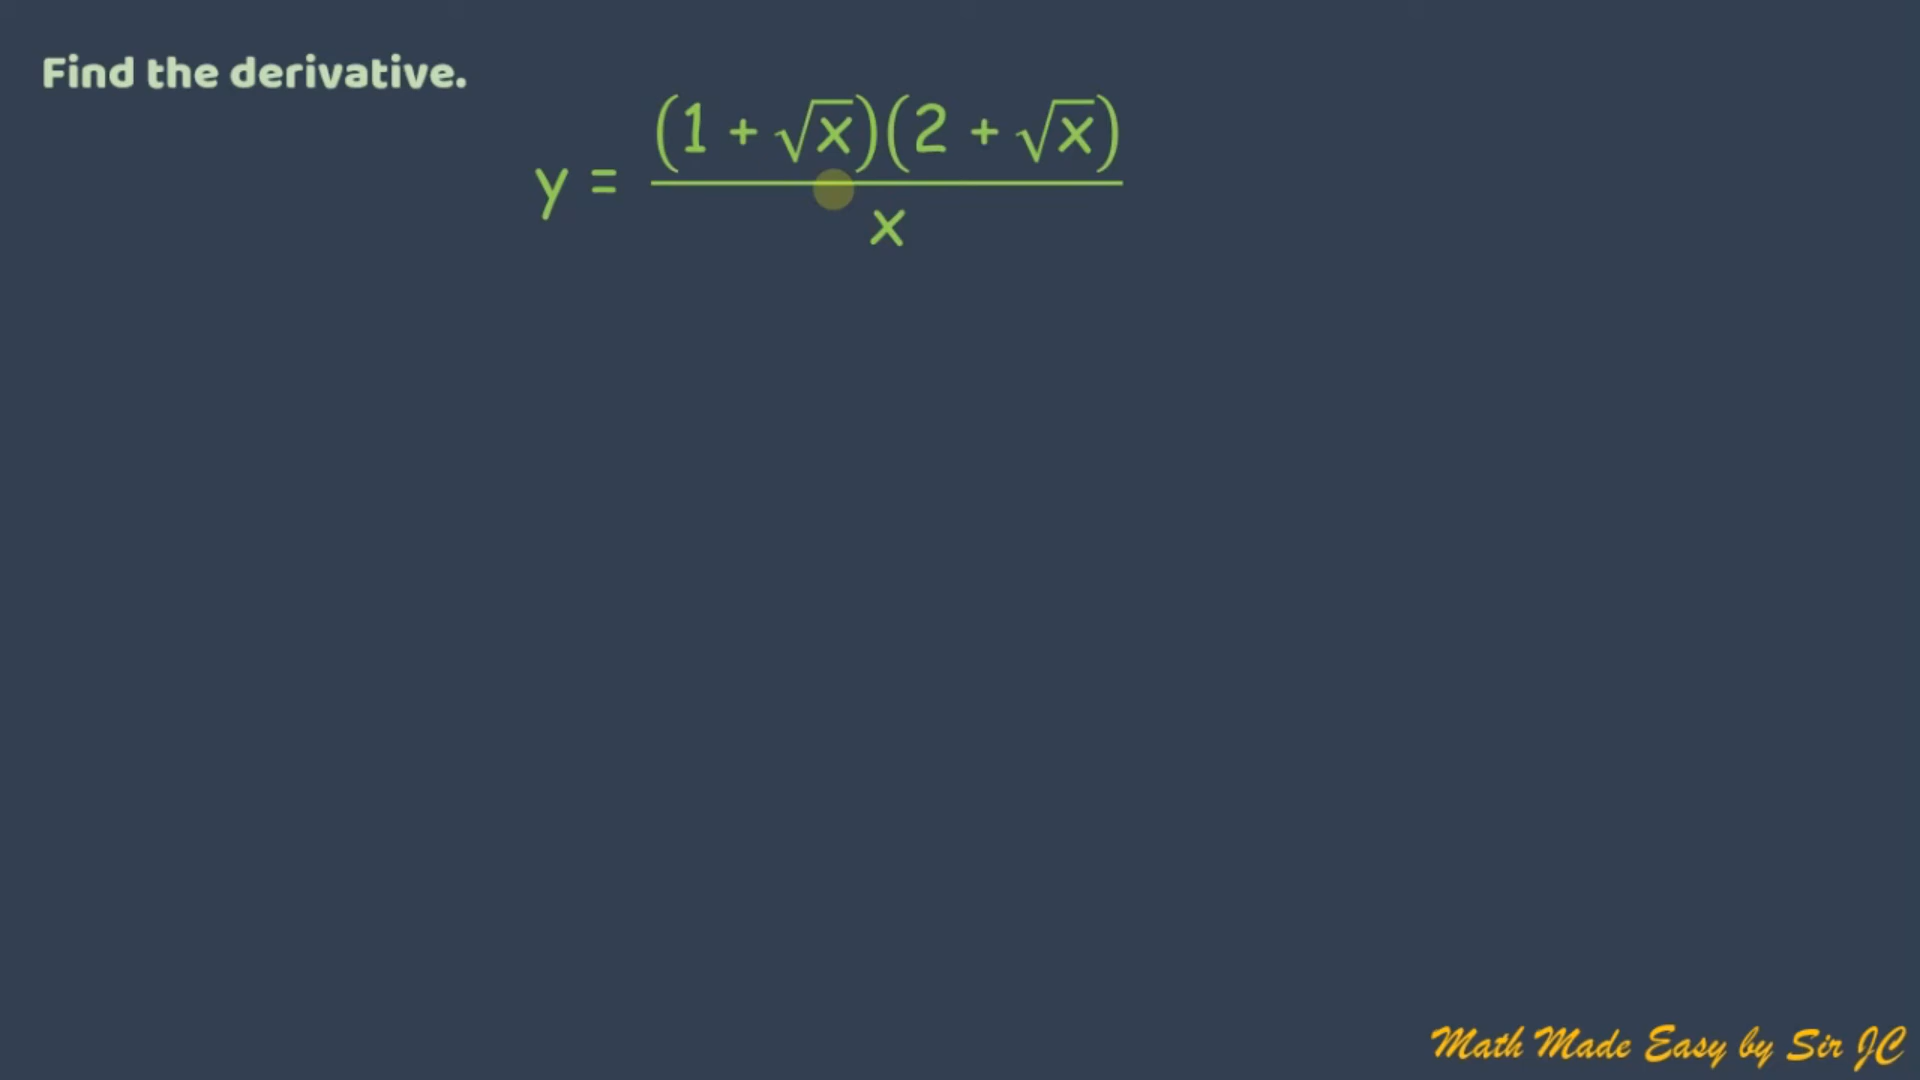 Find the derivative.
y = (1 + √x)(2 + √x) / x
Math Made Easy by Sir JC